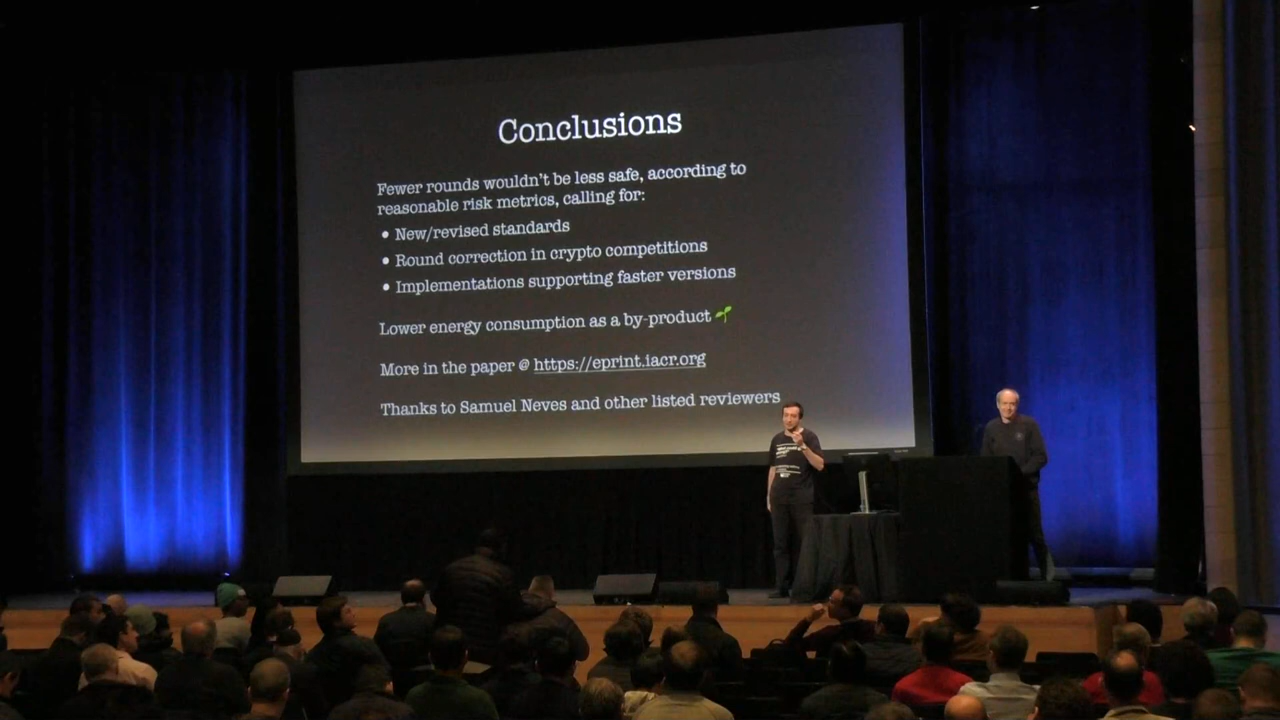 Conclusions
Fewer rounds wouldn't be less safe, according to
reasonable risk metrics, calling for:
• New/revised standards
• Round correction in crypto competitions
• Implementations supporting faster versions
Lower energy consumption as a by-product 🌱
More in the paper @ https://eprint.iacr.org
Thanks to Samuel Neves and other listed reviewers